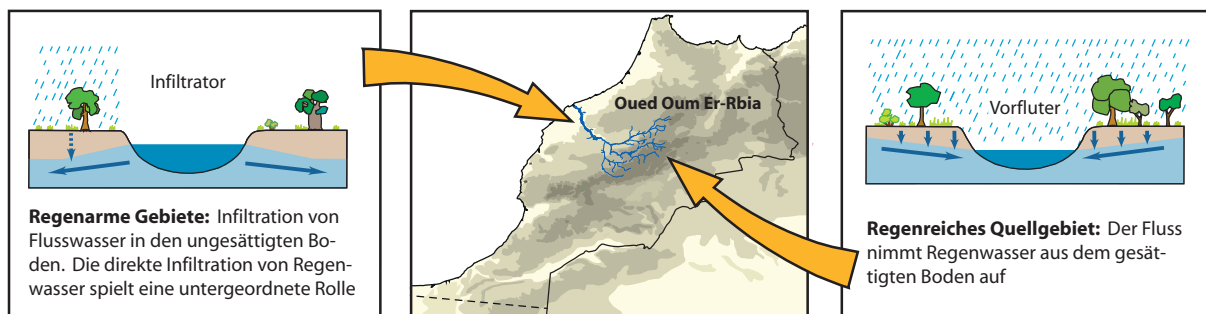 Infiltrator
Regenarme Gebiete: Infiltration von
Flusswasser in den ungesättigten Bo-
den. Die direkte Infiltration von Regen-
wasser spielt eine untergeordnete Rolle
Oued Oum Er-Rbia
Vorfluter
Regenreiches Quellgebiet: Der Fluss
nimmt Regenwasser aus dem gesät-
tigten Boden auf